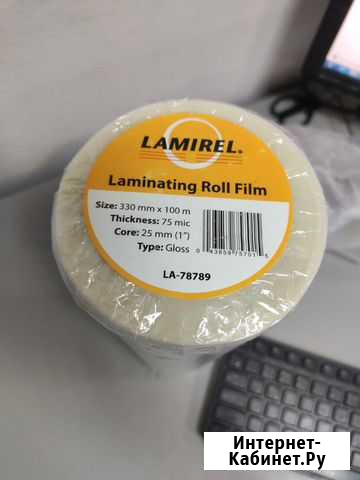 LAMIREL®
Laminating Roll Film
Size: 330 mm x 100 m
Thickness: 75 mic
Core: 25 mm (1")
Type: Gloss
LA-78789
Интернет-
Кабинет.Ру